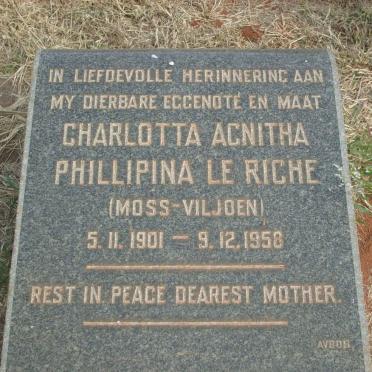 IN LIEFDEVOLLE HERINNERING AAN
MY DIERBARE EGGENOTE EN MAAT
CHARLOTTA AGNITHA
PHILLIPINA LE RICHE
(MOSS-VILJOEN)
5.11.1901 — 9.12.1958
REST IN PEACE DEAREST MOTHER.
AVBOB